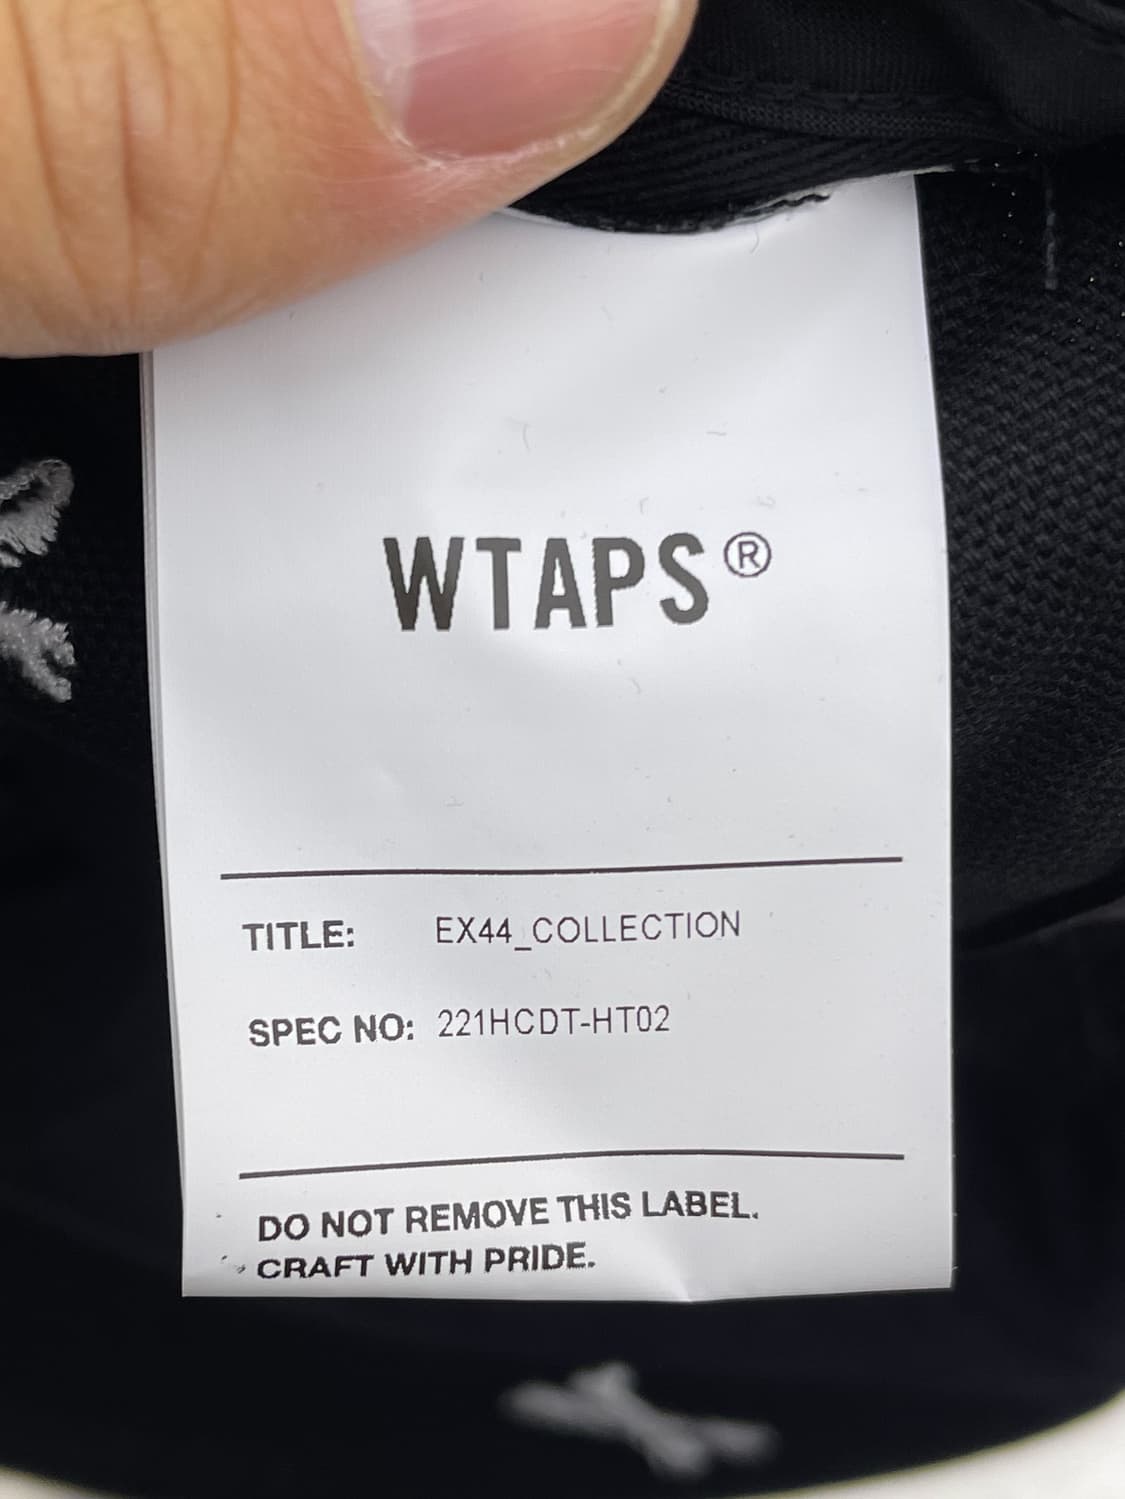 WTAPS®
TITLE: EX44_COLLECTION
SPEC NO: 221HCDT-HT02
DO NOT REMOVE THIS LABEL.
CRAFT WITH PRIDE.